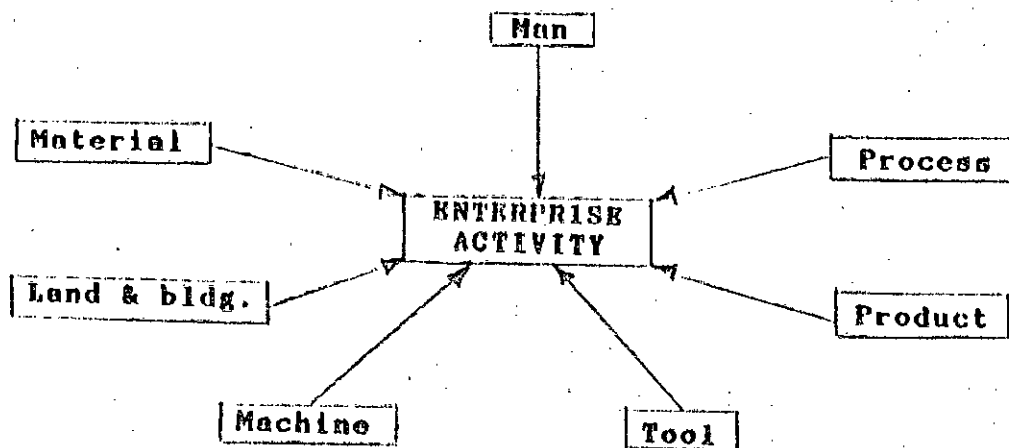 Man
Material
Process
ENTERPRISE
ACTIVITY
Land & bldg.
Product
Machine
Tool